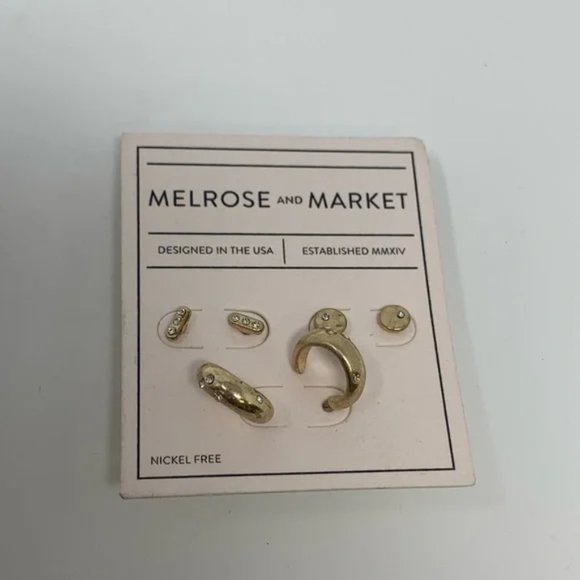 MELROSE AND MARKET
DESIGNED IN THE USA | ESTABLISHED MMXIV
NICKEL FREE